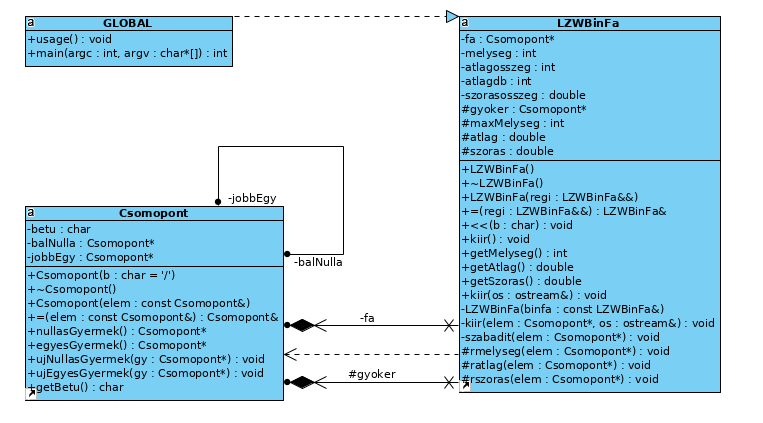 a
GLOBAL
+usage() : void
+main(argc : int, argv : char*[]) : int
a
LZWBinFa
-fa : Csomopont*
-melyseg : int
-atlagosszeg : int
-atlagdb : int
-szorasosszeg : double
#gyoker : Csomopont*
#maxMelyseg : int
#atlag : double
#szoras : double
+LZWBinFa()
+~LZWBinFa()
+LZWBinFa(regi : LZWBinFa&&)
+=(regi : LZWBinFa&&) : LZWBinFa&
+<<(b : char) : void
+kiir() : void
+getMelyseg() : int
+getAtlag() : double
+getSzoras() : double
+kiir(os : ostream&) : void
-LZWBinFa(binfa : const LZWBinFa&)
-kiir(elem : Csomopont*, os : ostream&) : void
-szabadit(elem : Csomopont*) : void
#rmelyseg(elem : Csomopont*) : void
#ratlag(elem : Csomopont*) : void
#rszoras(elem : Csomopont*) : void
-jobbEgy
-balNulla
a
Csomopont
-betu : char
-balNulla : Csomopont*
-jobbEgy : Csomopont*
+Csomopont(b : char = '/')
+~Csomopont()
+Csomopont(elem : const Csomopont&)
+=(elem : const Csomopont&) : Csomopont&
+nullasGyermek() : Csomopont*
+egyesGyermek() : Csomopont*
+ujNullasGyermek(gy : Csomopont*) : void
+ujEgyesGyermek(gy : Csomopont*) : void
+getBetu() : char
-fa
#gyoker